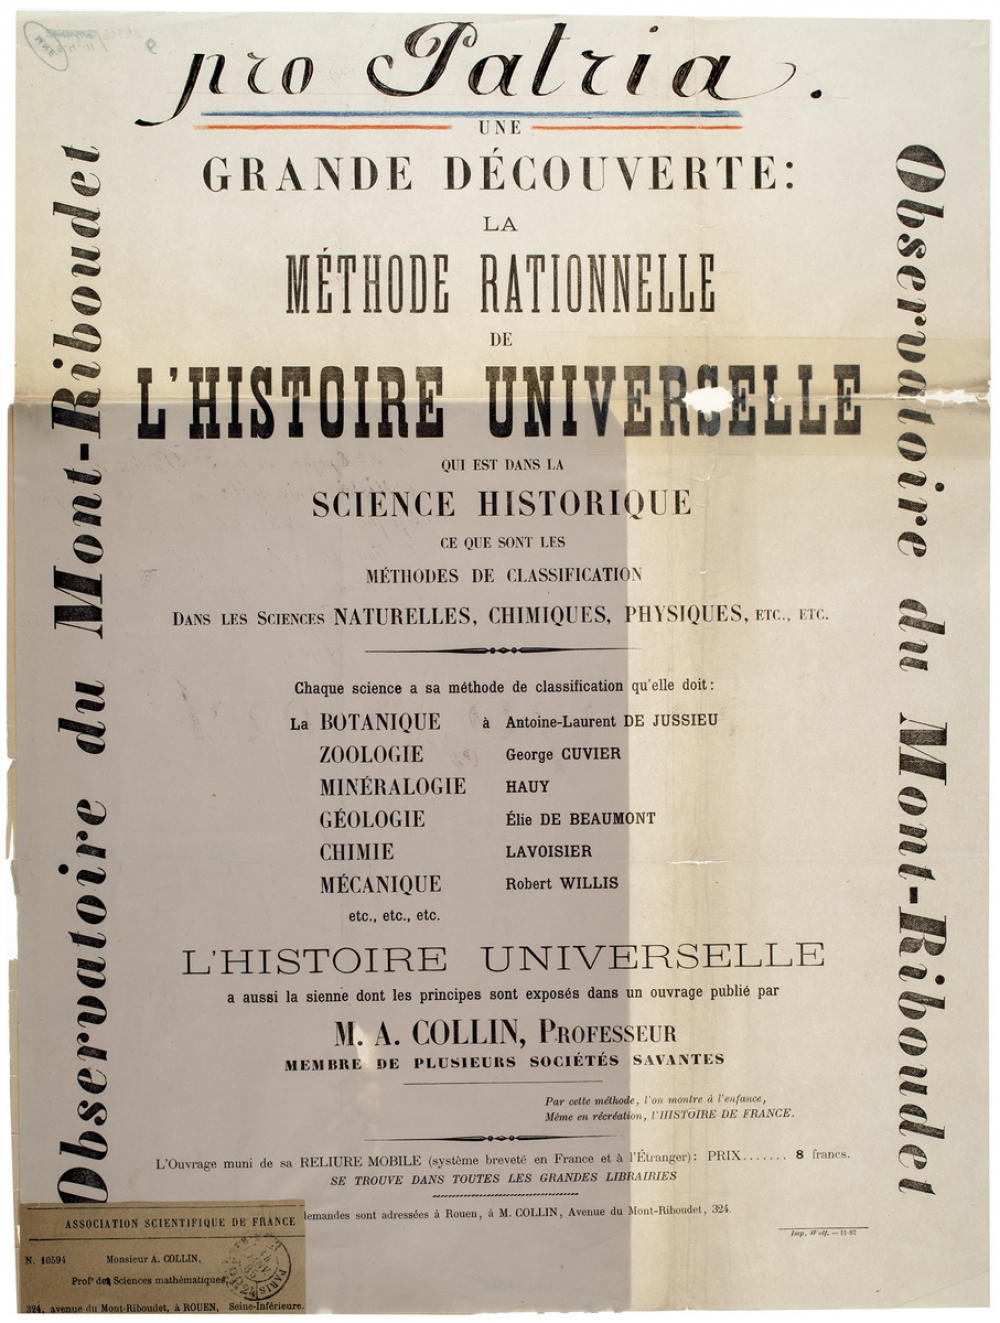 pro Patria.
UNE
GRANDE DÉCOUVERTE:
LA
MÉTHODE RATIONNELLE
DE
L'HISTOIRE UNIVERSELLE
QUI EST DANS LA
SCIENCE HISTORIQUE
CE QUE SONT LES
MÉTHODES DE CLASSIFICATION
DANS LES SCIENCES NATURELLES, CHIMIQUES, PHYSIQUES, ETC., ETC.
Chaque science a sa méthode de classification qu'elle doit:
La BOTANIQUE à Antoine-Laurent DE JUSSIEU
ZOOLOGIE George CUVIER
MINÉRALOGIE HAUY
GÉOLOGIE Élie DE BEAUMONT
CHIMIE LAVOISIER
MÉCANIQUE Robert WILLIS
etc., etc., etc.
L'HISTOIRE UNIVERSELLE
a aussi la sienne dont les principes sont exposés dans un ouvrage publié par
M. A. COLLIN, PROFESSEUR
MEMBRE DE PLUSIEURS SOCIÉTÉS SAVANTES
Par cette méthode, l'on montre à l'enfance,
Même en récréation, l'HISTOIRE DE FRANCE.
L'Ouvrage muni de sa RELIURE MOBILE (système breveté en France et à l'Étranger): PRIX....... 8 francs.
SE TROUVE DANS TOUTES LES GRANDES LIBRAIRIES
demandes sont adressées à Rouen, à M. COLLIN, Avenue du Mont-Riboudet, 324.
Imp. Wolf. — 11-82
Observatoire du Mont-Riboudet
Observatoire du Mont-Riboudet
ASSOCIATION SCIENTIFIQUE DE FRANCE
N. 10594 Monsieur A. COLLIN,
Profr des Sciences mathématiques
324, avenue du Mont-Riboudet, à ROUEN, Seine-Inférieure.